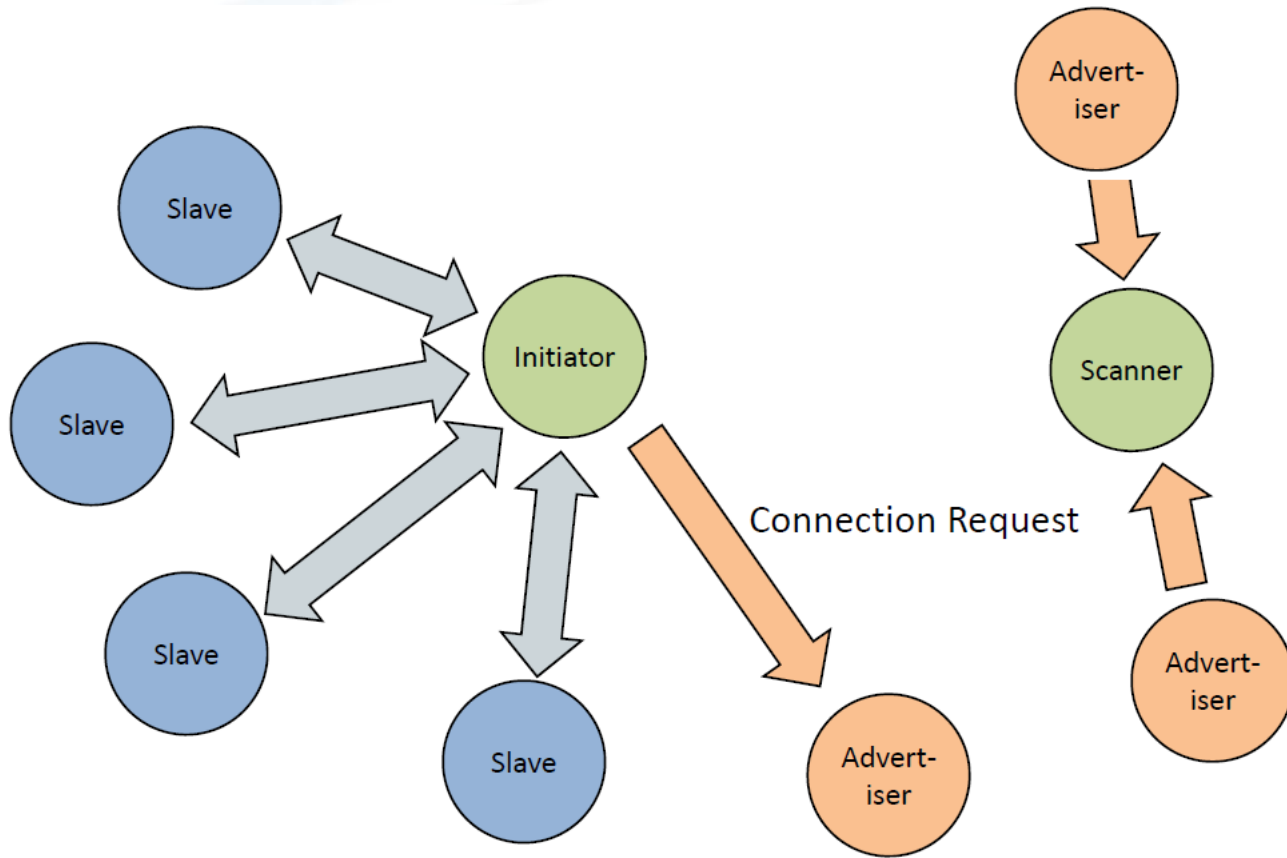 Advert-
iser
Slave
Initiator
Scanner
Slave
Connection Request
Slave
Advert-
iser
Slave
Advert-
iser